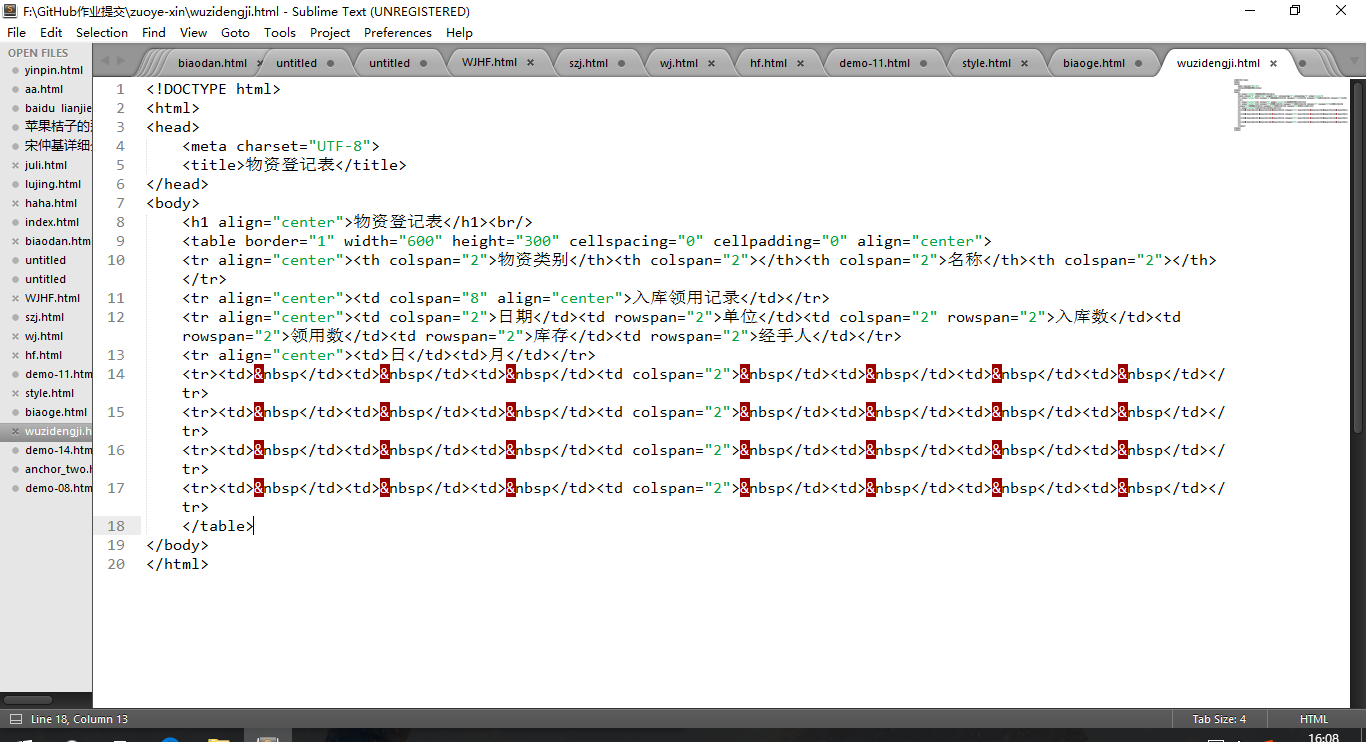 F:\GitHub作业提交\zuoye-xin\wuzidengji.html - Sublime Text (UNREGISTERED)
File Edit Selection Find View Goto Tools Project Preferences Help
OPEN FILES
yinpin.html
aa.html
baidu_lianjie
苹果桔子的
宋仲基详细
juli.html
lujing.html
haha.html
index.html
biaodan.htm
untitled
untitled
WJHF.html
szj.html
wj.html
hf.html
demo-11.htm
style.html
biaoge.html
wuzidengji.h
demo-14.htm
anchor_two.h
demo-08.htm
biaodan.html × untitled untitled WJHF.html × szj.html wj.html × hf.html × demo-11.html style.html × biaoge.html wuzidengji.html ×
1 <!DOCTYPE html>
2 <html>
3 <head>
4 <meta charset="UTF-8">
5 <title>物资登记表</title>
6 </head>
7 <body>
8 <h1 align="center">物资登记表</h1><br/>
9 <table border="1" width="600" height="300" cellspacing="0" cellpadding="0" align="center">
10 <tr align="center"><th colspan="2">物资类别</th><th colspan="2"></th><th colspan="2">名称</th><th colspan="2"></th>
</tr>
11 <tr align="center"><td colspan="8" align="center">入库领用记录</td></tr>
12 <tr align="center"><td colspan="2">日期</td><td rowspan="2">单位</td><td colspan="2" rowspan="2">入库数</td><td
rowspan="2">领用数</td><td rowspan="2">库存</td><td rowspan="2">经手人</td></tr>
13 <tr align="center"><td>日</td><td>月</td></tr>
14 <tr><td>&nbsp</td><td>&nbsp</td><td>&nbsp</td><td colspan="2">&nbsp</td><td>&nbsp</td><td>&nbsp</td><td>&nbsp</td></
tr>
15 <tr><td>&nbsp</td><td>&nbsp</td><td>&nbsp</td><td colspan="2">&nbsp</td><td>&nbsp</td><td>&nbsp</td><td>&nbsp</td></
tr>
16 <tr><td>&nbsp</td><td>&nbsp</td><td>&nbsp</td><td colspan="2">&nbsp</td><td>&nbsp</td><td>&nbsp</td><td>&nbsp</td></
tr>
17 <tr><td>&nbsp</td><td>&nbsp</td><td>&nbsp</td><td colspan="2">&nbsp</td><td>&nbsp</td><td>&nbsp</td><td>&nbsp</td></
tr>
18 </table>
19 </body>
20 </html>
Line 18, Column 13 Tab Size: 4 HTML
16:08